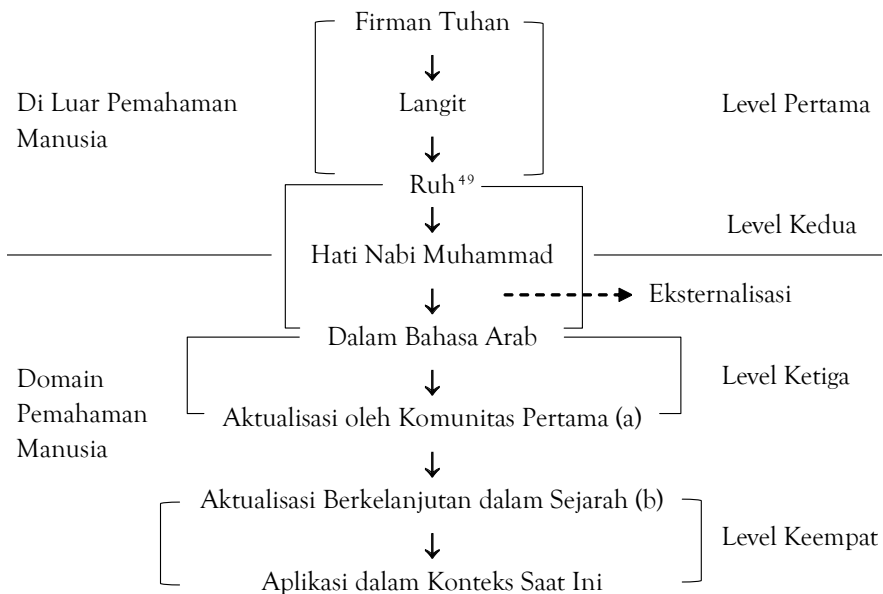 Firman Tuhan
Di Luar Pemahaman
Manusia
Langit
Level Pertama
Ruh⁴⁹
Level Kedua
Hati Nabi Muhammad
Eksternalisasi
Dalam Bahasa Arab
Domain
Pemahaman
Manusia
Level Ketiga
Aktualisasi oleh Komunitas Pertama (a)
Aktualisasi Berkelanjutan dalam Sejarah (b)
Level Keempat
Aplikasi dalam Konteks Saat Ini